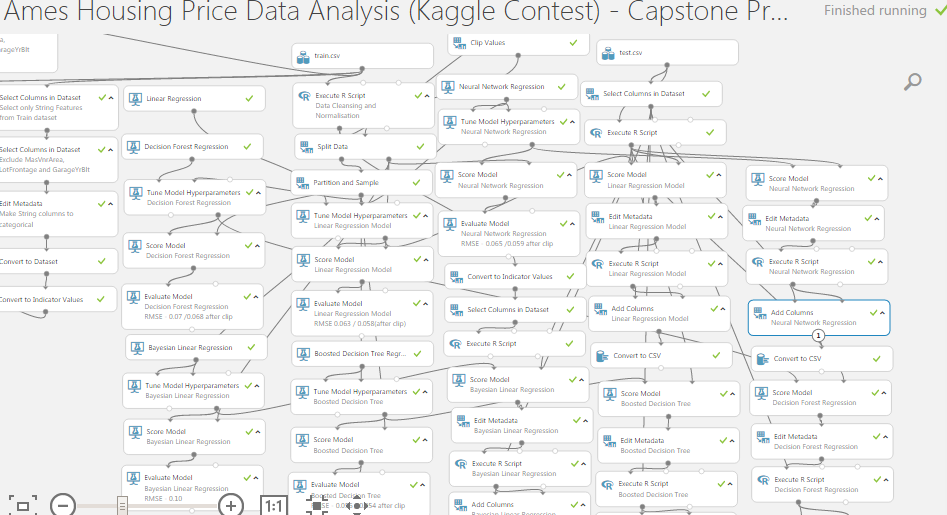 Ames Housing Price Data Analysis (Kaggle Contest) - Capstone Pr...
Finished running
a,
arageYrBlt
Select Columns in Dataset
Select only String Features
from Train dataset
Select Columns in Dataset
Exclude MasVnrArea,
LotFrontage and GarageYrBlt
Edit Metadata
Make String columns to
categorical
Convert to Dataset
Convert to Indicator Values
Linear Regression
Decision Forest Regression
Tune Model Hyperparameters
Decision Forest Regression
Score Model
Decision Forest Regression
Evaluate Model
Decision Forest Regression
RMSE - 0.07 /0.068 after clip
Bayesian Linear Regression
Tune Model Hyperparameters
Bayesian Linear Regression
Score Model
Bayesian Linear Regression
Evaluate Model
Bayesian Linear Regression
RMSE - 0.10
train.csv
Execute R Script
Data Cleansing and
Normalisation
Split Data
Partition and Sample
Tune Model Hyperparameters
Linear Regression Model
Score Model
Linear Regression Model
Evaluate Model
Linear Regression Model
RMSE 0.063 / 0.058(after clip)
Boosted Decision Tree Regr...
Tune Model Hyperparameters
Boosted Decision Tree
Score Model
Boosted Decision Tree
Evaluate Model
Boosted Decision Tree
after clip
Clip Values
Neural Network Regression
Tune Model Hyperparameters
Neural Network Regression
Score Model
Neural Network Regression
Evaluate Model
Neural Network Regression
RMSE - 0.065 /0.059 after clip
Convert to Indicator Values
Select Columns in Dataset
Execute R Script
Score Model
Bayesian Linear Regression
Edit Metadata
Bayesian Linear Regression
Execute R Script
Bayesian Linear Regression
Add Columns
Bayesian Linear Regression
test.csv
Select Columns in Dataset
Execute R Script
Score Model
Linear Regression Model
Edit Metadata
Linear Regression Model
Execute R Script
Linear Regression Model
Add Columns
Linear Regression Model
Convert to CSV
Score Model
Boosted Decision Tree
Edit Metadata
Boosted Decision Tree
Execute R Script
Boosted Decision Tree
Score Model
Neural Network Regression
Edit Metadata
Neural Network Regression
Execute R Script
Neural Network Regression
Add Columns
Neural Network Regression
1
Convert to CSV
Score Model
Decision Forest Regression
Edit Metadata
Decision Forest Regression
Execute R Script
Decision Forest Regression
1:1